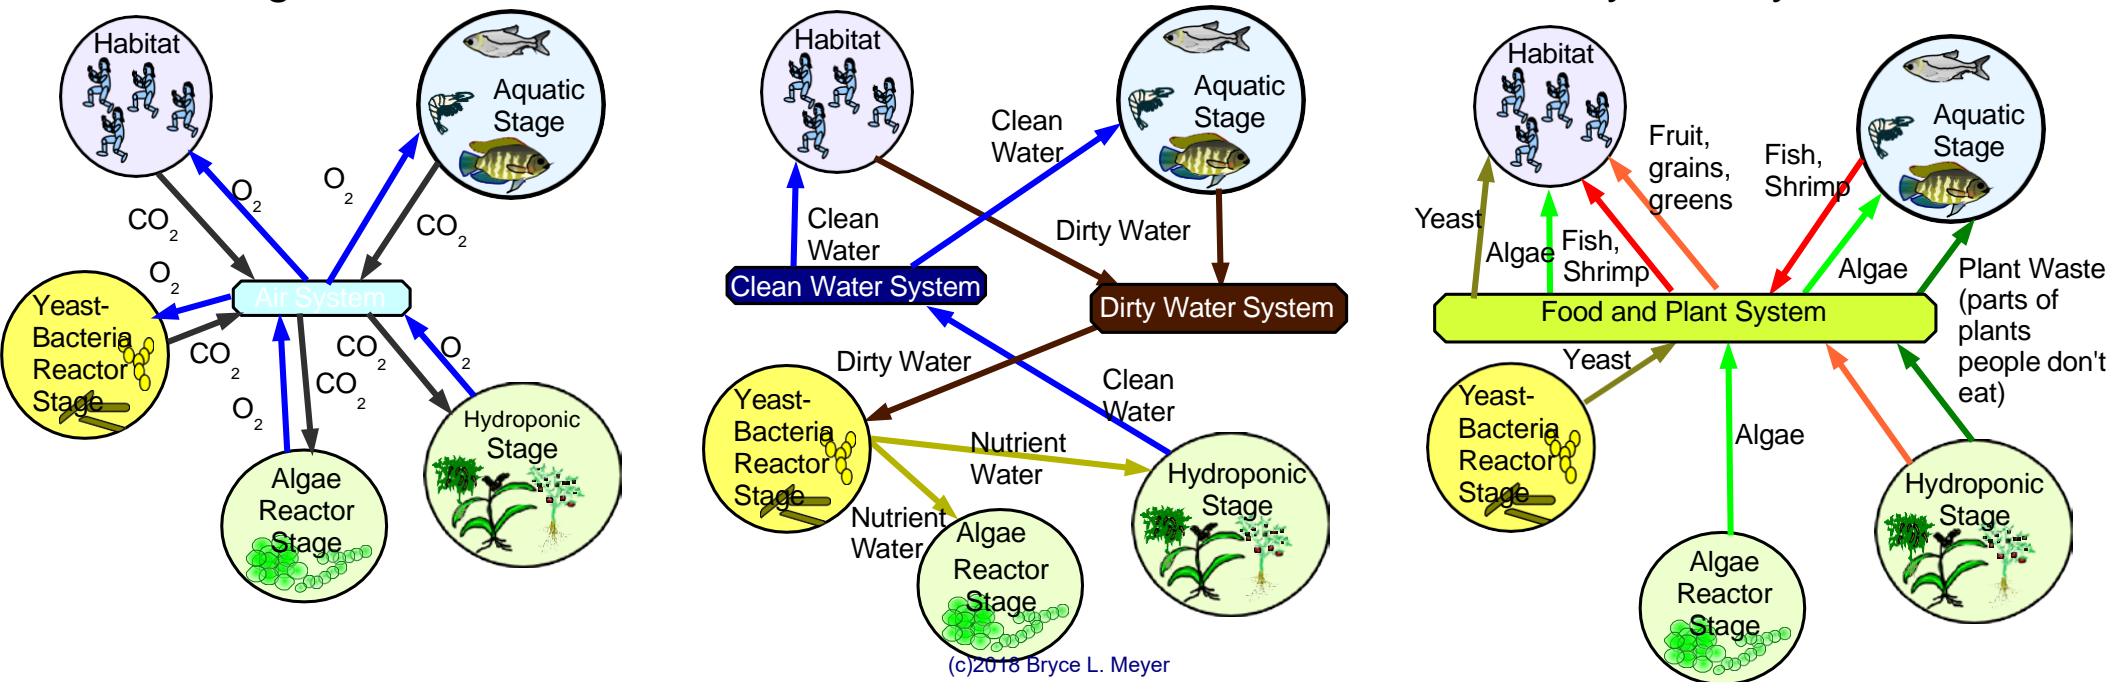 Habitat
Aquatic
Stage
O2
O2
CO2
CO2
O2
Air System
Yeast-
Bacteria
Reactor
Stage
CO2
CO2
O2
CO2
O2
Hydroponic
Stage
Algae
Reactor
Stage
Habitat
Aquatic
Stage
Clean
Water
Clean
Water
Dirty Water
Clean Water System
Dirty Water System
Dirty Water
Clean
Water
Yeast-
Bacteria
Reactor
Stage
Nutrient
Water
Nutrient
Water
Hydroponic
Stage
Algae
Reactor
Stage
(c)2018 Bryce L. Meyer
Habitat
Aquatic
Stage
Fruit,
grains,
greens
Fish,
Shrimp
Yeast
Algae
Fish,
Shrimp
Algae
Plant Waste
(parts of
plants
people don't
eat)
Food and Plant System
Yeast
Yeast-
Bacteria
Reactor
Stage
Algae
Hydroponic
Stage
Algae
Reactor
Stage